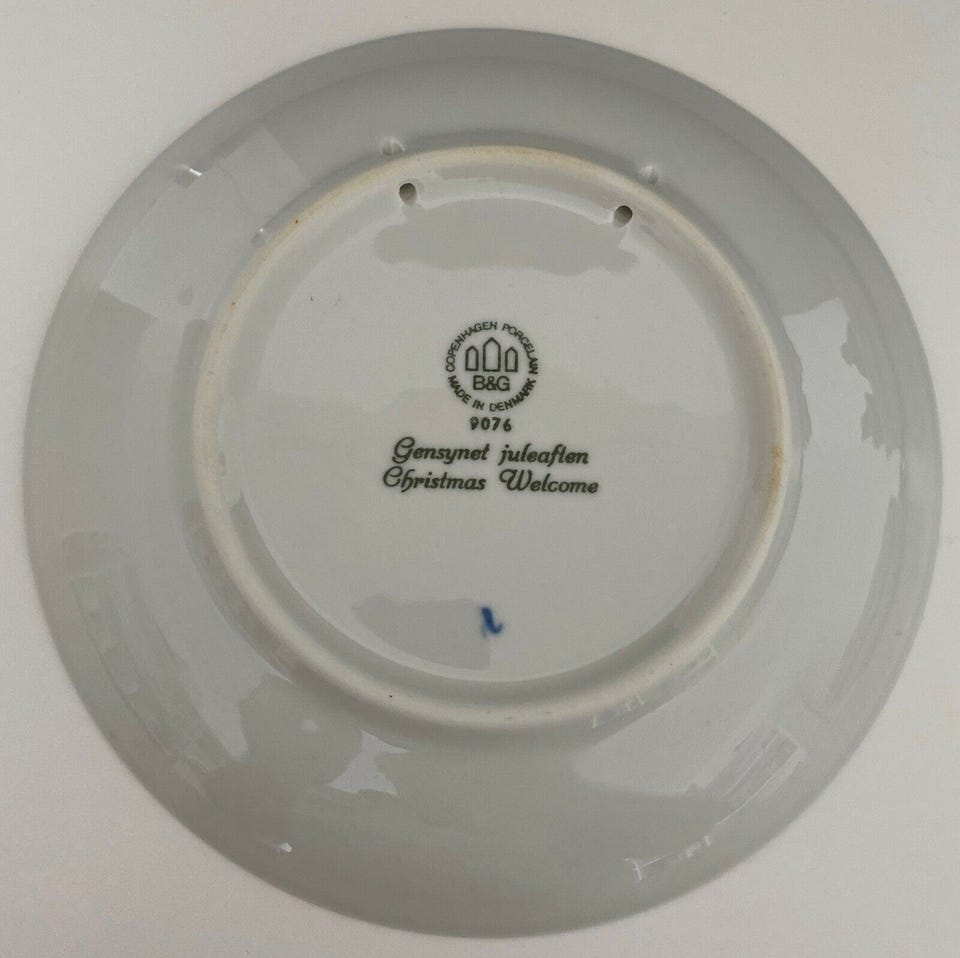 COPENHAGEN PORCELAIN
B&G
MADE IN DENMARK
9076
Gensynet juleaften
Christmas Welcome